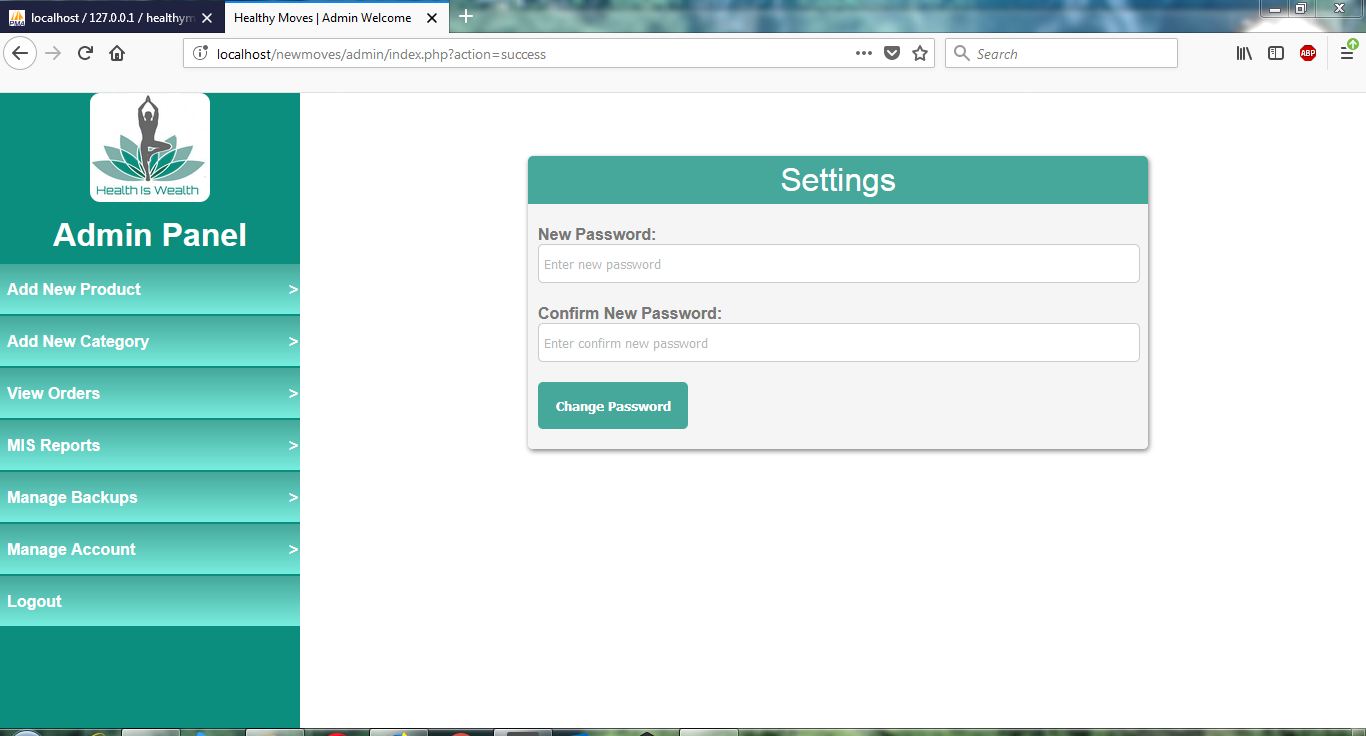 localhost / 127.0.0.1 / healthym
Healthy Moves | Admin Welcome
localhost/newmoves/admin/index.php?action=success
Search
ABP
Health Is Wealth
Admin Panel
Add New Product >
Add New Category >
View Orders >
MIS Reports >
Manage Backups >
Manage Account >
Logout
Settings
New Password:
Enter new password
Confirm New Password:
Enter confirm new password
Change Password